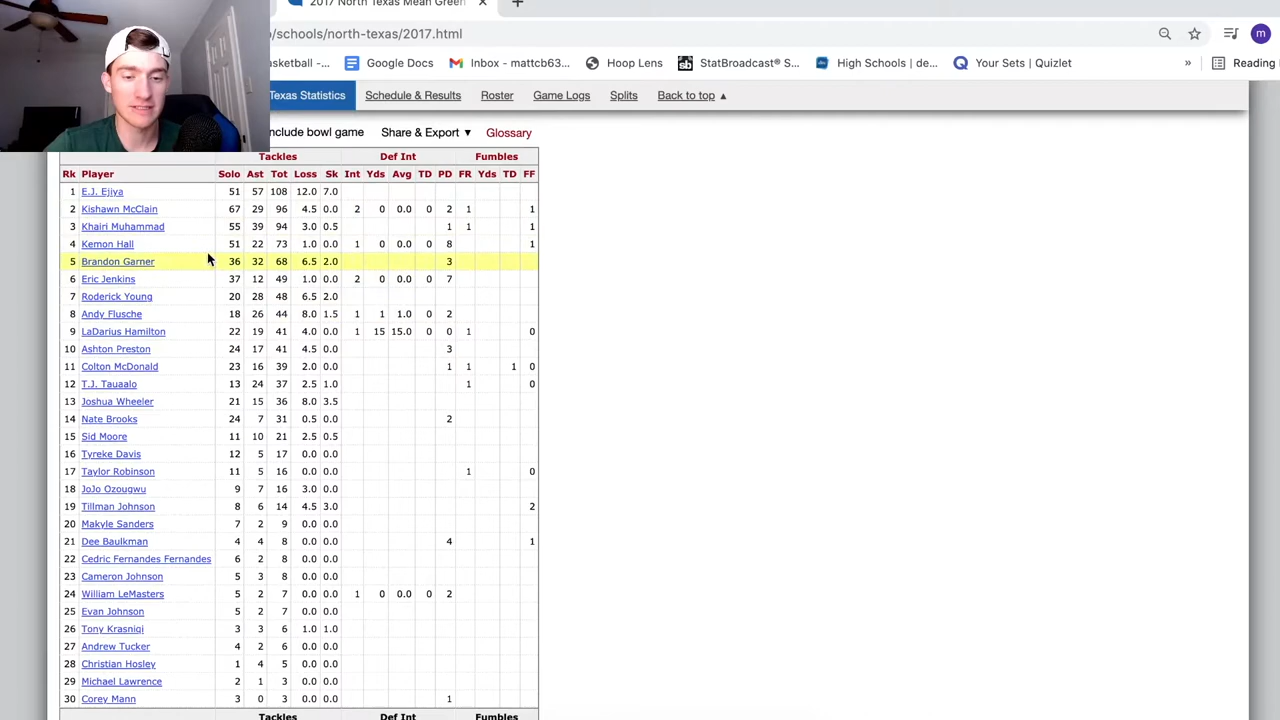 2017 North Texas Mean Green
/schools/north-texas/2017.html
m
asketball -... Google Docs Inbox - mattcb63... Hoop Lens StatBroadcast® S... High Schools | de... Your Sets | Quizlet » Reading
Texas Statistics Schedule & Results Roster Game Logs Splits Back to top ▲
nclude bowl game Share & Export ▼ Glossary
Tackles Def Int Fumbles
Rk Player Solo Ast Tot Loss Sk Int Yds Avg TD PD FR Yds TD FF
1 E.J. Ejiya 51 57 108 12.0 7.0
2 Kishawn McClain 67 29 96 4.5 0.0 2 0 0.0 0 2 1 1
3 Khairi Muhammad 55 39 94 3.0 0.5 1 1 1
4 Kemon Hall 51 22 73 1.0 0.0 1 0 0.0 0 8 1
5 Brandon Garner 36 32 68 6.5 2.0 3
6 Eric Jenkins 37 12 49 1.0 0.0 2 0 0.0 0 7
7 Roderick Young 20 28 48 6.5 2.0
8 Andy Flusche 18 26 44 8.0 1.5 1 1 1.0 0 2
9 LaDarius Hamilton 22 19 41 4.0 0.0 1 15 15.0 0 0 1 0
10 Ashton Preston 24 17 41 4.5 0.0 3
11 Colton McDonald 23 16 39 2.0 0.0 1 1 1 0
12 T.J. Tauaalo 13 24 37 2.5 1.0 1 0
13 Joshua Wheeler 21 15 36 8.0 3.5
14 Nate Brooks 24 7 31 0.5 0.0 2
15 Sid Moore 11 10 21 2.5 0.5
16 Tyreke Davis 12 5 17 0.0 0.0
17 Taylor Robinson 11 5 16 0.0 0.0 1 0
18 JoJo Ozougwu 9 7 16 3.0 0.0
19 Tillman Johnson 8 6 14 4.5 3.0 2
20 Makyle Sanders 7 2 9 0.0 0.0
21 Dee Baulkman 4 4 8 0.0 0.0 4 1
22 Cedric Fernandes Fernandes 6 2 8 0.0 0.0
23 Cameron Johnson 5 3 8 0.0 0.0
24 William LeMasters 5 2 7 0.0 0.0 1 0 0.0 0 2
25 Evan Johnson 5 2 7 0.0 0.0
26 Tony Krasniqi 3 3 6 1.0 1.0
27 Andrew Tucker 4 2 6 0.0 0.0
28 Christian Hosley 1 4 5 0.0 0.0
29 Michael Lawrence 2 1 3 0.0 0.0
30 Corey Mann 3 0 3 0.0 0.0 1
Tackles Def Int Fumbles